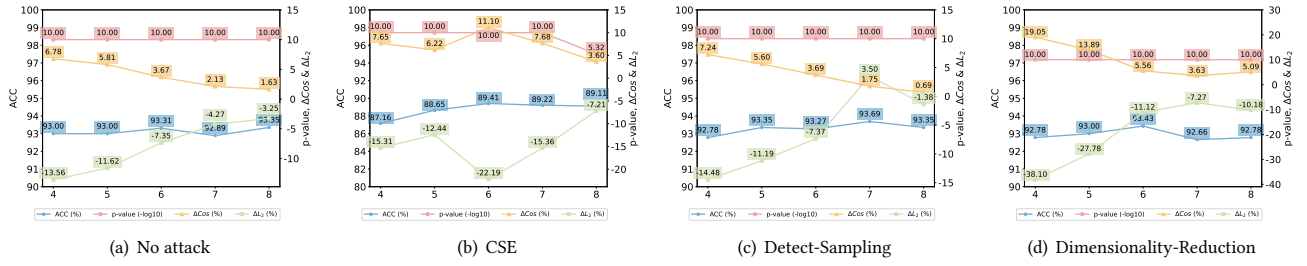 100
99
98
97
96
95
94
93
92
91
90
ACC
15
10
5
0
−5
−10
p-value, ΔCos & ΔL2
10.00 10.00 10.00 10.00 10.00
6.78 5.81 3.67 2.13 1.63
93.00 93.00 93.31 92.89 93.35
-13.56 -11.62 -7.35 -4.27 -3.25
4 5 6 7 8
ACC (%) p-value (-log10) ΔCos (%) ΔL2 (%)
(a) No attack
100
98
96
94
92
90
88
86
84
82
80
ACC
15
10
5
0
−5
−10
−15
−20
p-value, ΔCos & ΔL2
10.00 10.00 10.00 10.00 5.32
7.65 6.22 11.10 7.68 3.60
87.16 88.65 89.41 89.22 89.11
-15.31 -12.44 -22.19 -15.36 -7.21
4 5 6 7 8
ACC (%) p-value (-log10) ΔCos (%) ΔL2 (%)
(b) CSE
100
99
98
97
96
95
94
93
92
91
90
ACC
15
10
5
0
−5
−10
−15
p-value, ΔCos & ΔL2
10.00 10.00 10.00 10.00 10.00
7.24 5.60 3.69 1.75 0.69
92.78 93.35 93.27 93.69 93.35
-14.48 -11.19 -7.37 3.50 -1.38
4 5 6 7 8
ACC (%) p-value (-log10) ΔCos (%) ΔL2 (%)
(c) Detect-Sampling
100
99
98
97
96
95
94
93
92
91
90
ACC
30
20
10
0
−10
−20
−30
−40
p-value, ΔCos & ΔL2
19.05 13.89 5.56 3.63 5.09
10.00 10.00 10.00 10.00 10.00
92.78 93.00 93.43 92.66 92.78
-38.10 -27.78 -11.12 -7.27 -10.18
4 5 6 7 8
ACC (%) p-value (-log10) ΔCos (%) ΔL2 (%)
(d) Dimensionality-Reduction